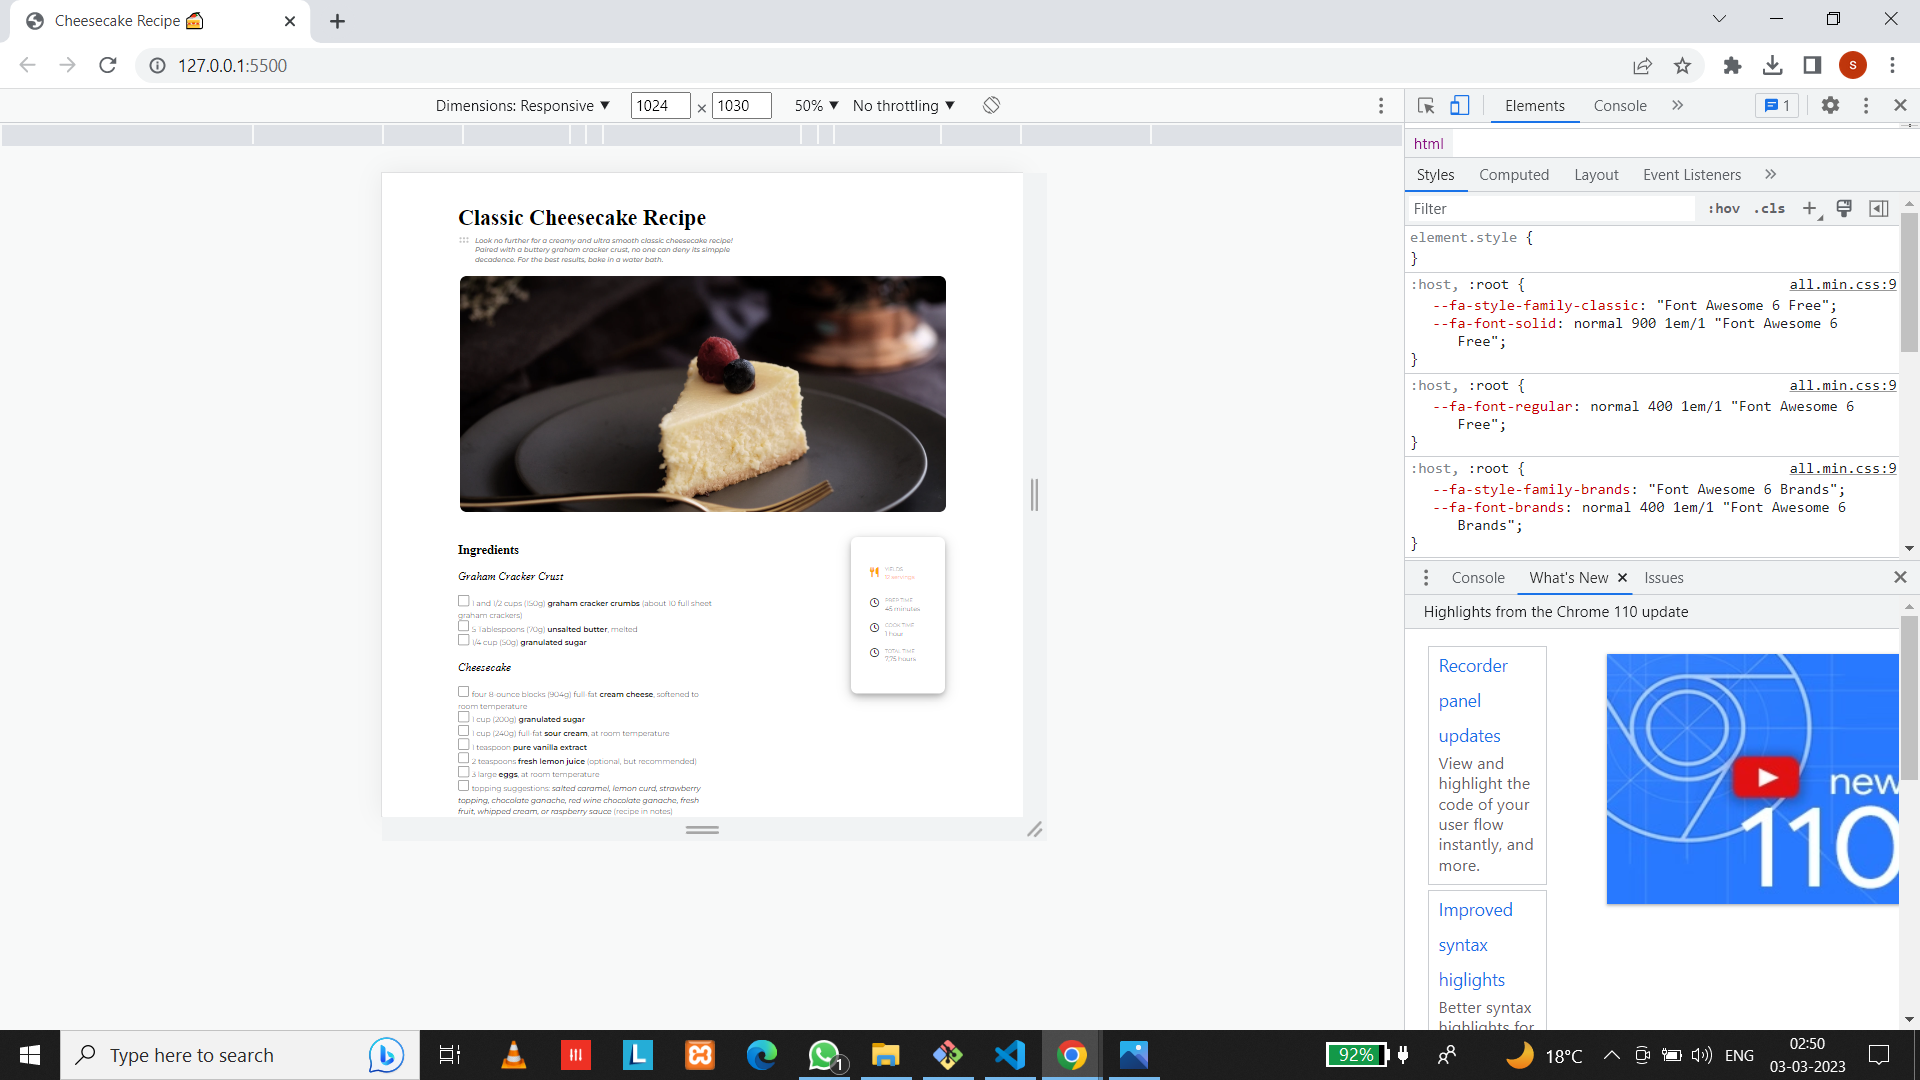 Cheesecake Recipe
127.0.0.1:5500
Dimensions: Responsive ▼ 1024 × 1030 50% ▼ No throttling ▼
Elements Console » 1
html
Styles Computed Layout Event Listeners »
Filter :hov .cls +
element.style {
}
:host, :root { all.min.css:9
--fa-style-family-classic: "Font Awesome 6 Free";
--fa-font-solid: normal 900 1em/1 "Font Awesome 6
Free";
}
:host, :root { all.min.css:9
--fa-font-regular: normal 400 1em/1 "Font Awesome 6
Free";
}
:host, :root { all.min.css:9
--fa-style-family-brands: "Font Awesome 6 Brands";
--fa-font-brands: normal 400 1em/1 "Font Awesome 6
Brands";
}
Console What's New × Issues
Highlights from the Chrome 110 update
Recorder
panel
updates
View and
highlight the
code of your
user flow
instantly, and
more.
Improved
syntax
higlights
Better syntax
highlights for
new
110
Classic Cheesecake Recipe
Look no further for a creamy and ultra smooth classic cheesecake recipe!
Paired with a buttery graham cracker crust, no one can deny its simpple
decadence. For the best results, bake in a water bath.
Ingredients
Graham Cracker Crust
1 and 1/2 cups (150g) graham cracker crumbs (about 10 full sheet
graham crackers)
5 Tablespoons (70g) unsalted butter, melted
1/4 cup (50g) granulated sugar
Cheesecake
four 8-ounce blocks (904g) full-fat cream cheese, softened to
room temperature
1 cup (200g) granulated sugar
1 cup (240g) full-fat sour cream, at room temperature
1 teaspoon pure vanilla extract
2 teaspoons fresh lemon juice (optional, but recommended)
3 large eggs, at room temperature
topping suggestions: salted caramel, lemon curd, strawberry
topping, chocolate ganache, red wine chocolate ganache, fresh
fruit, whipped cream, or raspberry sauce (recipe in notes)
YIELDS
servings
PREP TIME
45 minutes
COOK TIME
1 hour
TOTAL TIME
7.75 hours
Type here to search
1
92%
18°C
ENG
02:50
03-03-2023